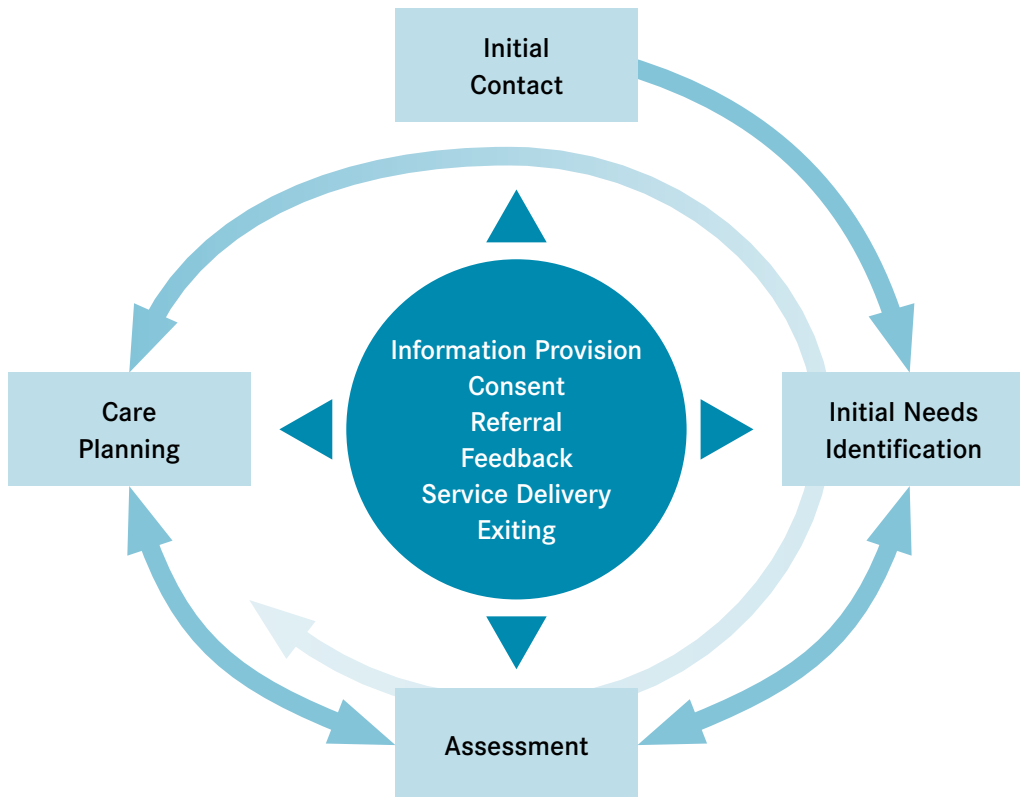 Initial
Contact
Information Provision
Consent
Referral
Feedback
Service Delivery
Exiting
Care
Planning
Initial Needs
Identification
Assessment